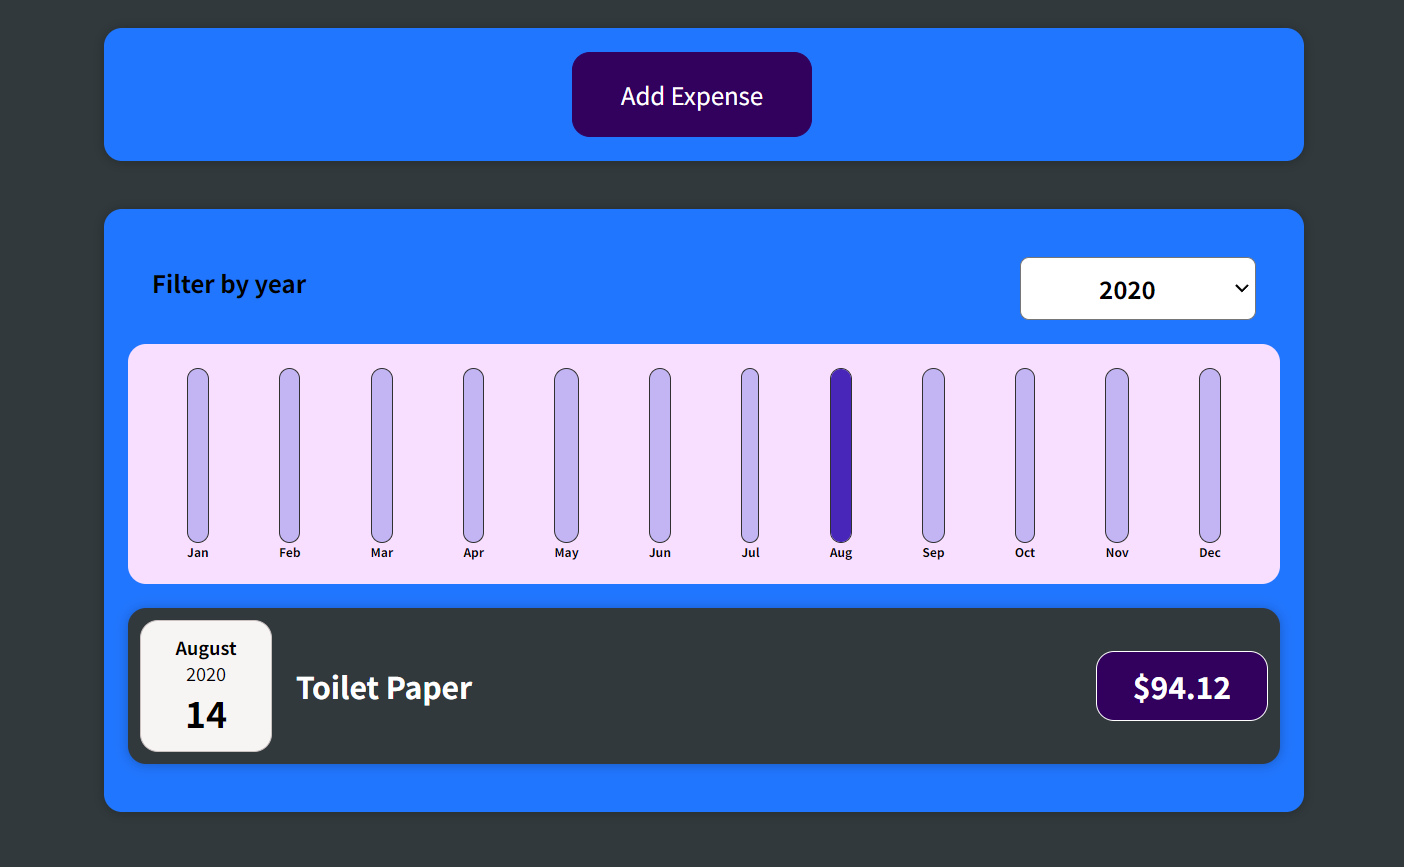 Add Expense
Filter by year
2020
Jan Feb Mar Apr May Jun Jul Aug Sep Oct Nov Dec
August
2020
14
Toilet Paper
$94.12